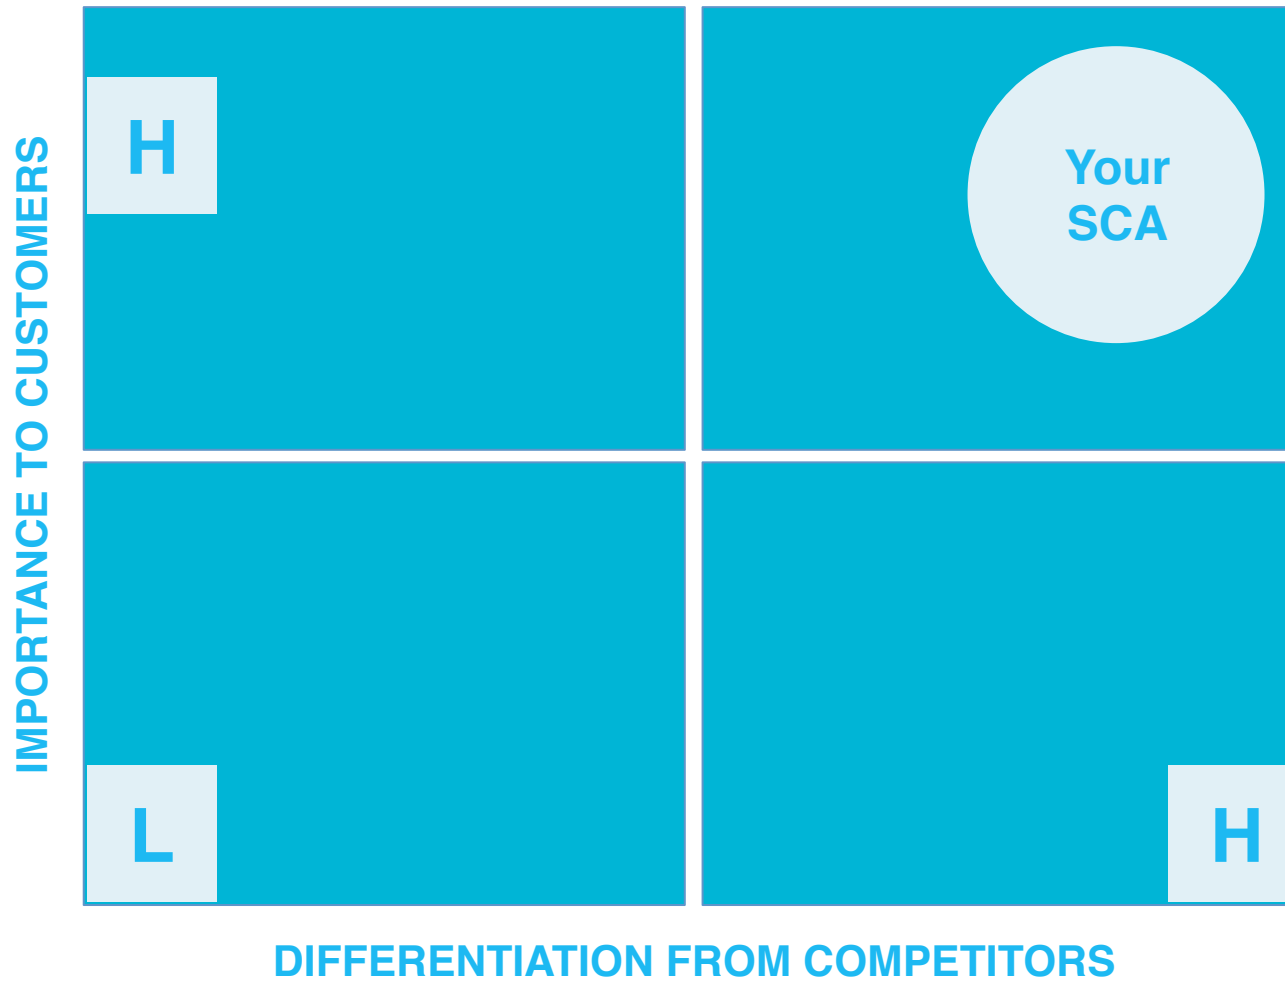 IMPORTANCE TO CUSTOMERS
H
Your
SCA
L
H
DIFFERENTIATION FROM COMPETITORS